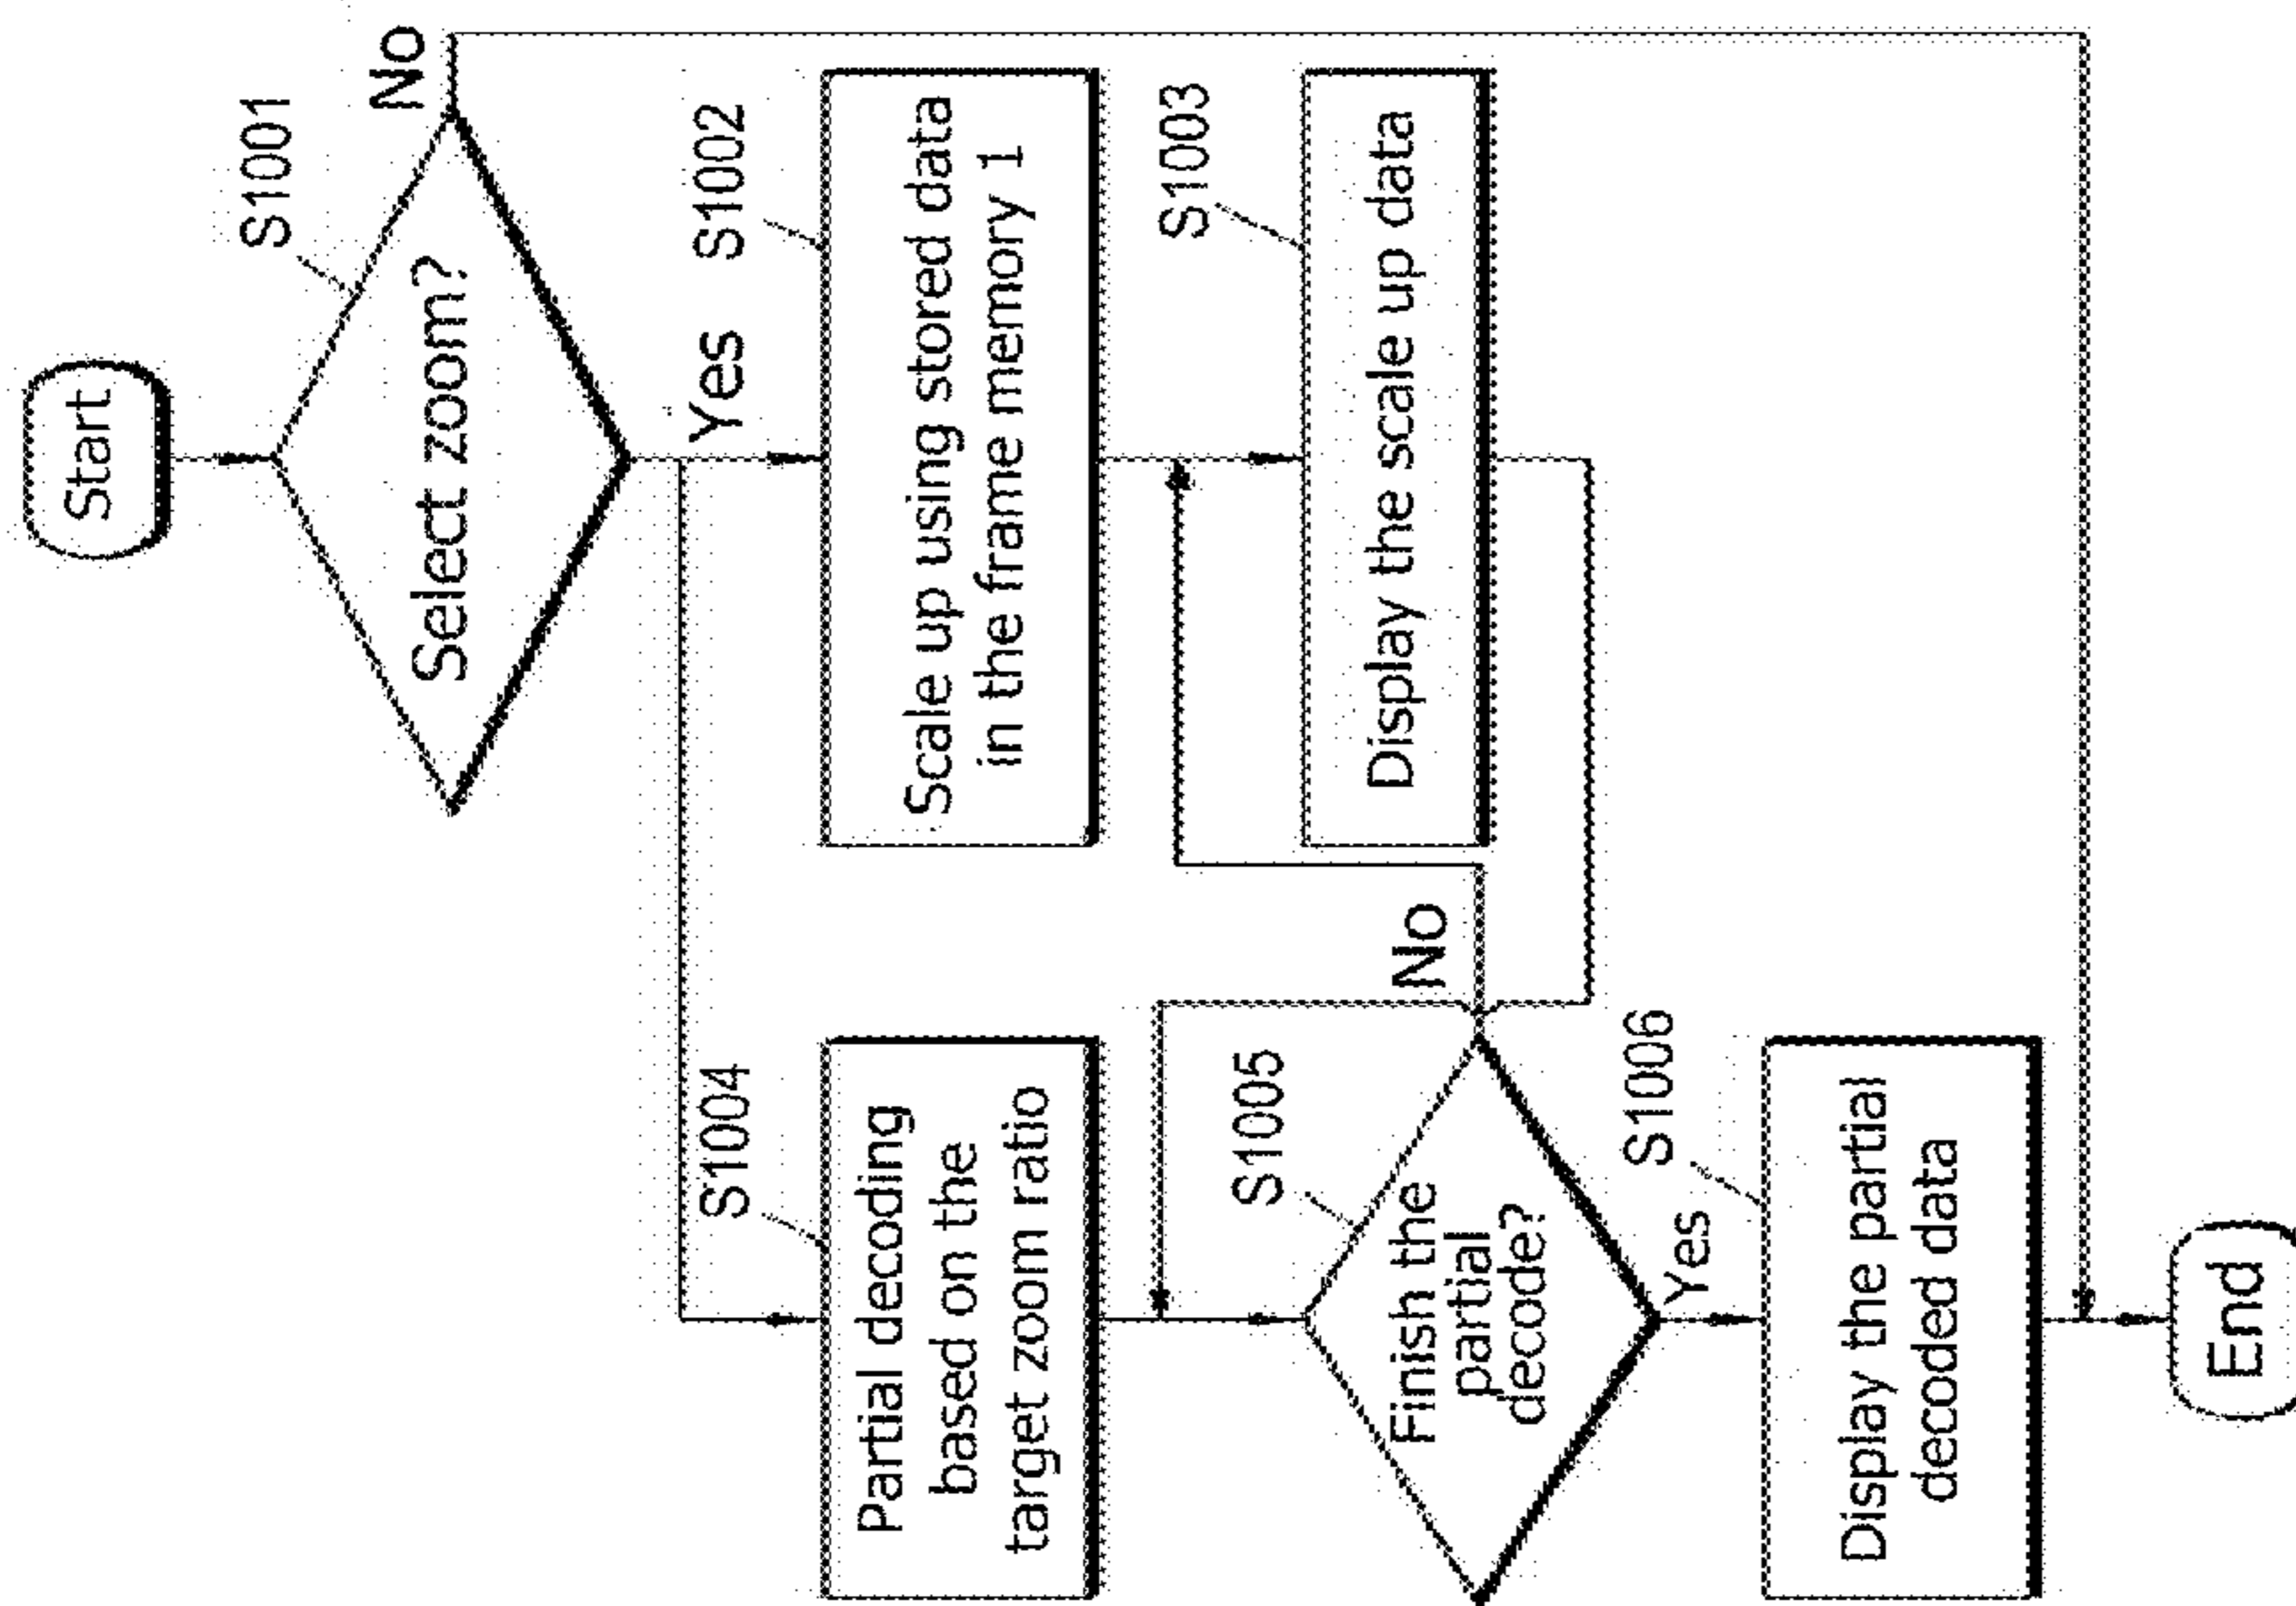 Start
S1001
Select zoom?
No
Yes
S1002
Scale up using stored data
in the frame memory 1
S1003
Display the scale up data
S1004
Partial decoding
based on the
target zoom ratio
S1005
Finish the
partial
decode?
No
Yes
S1006
Display the partial
decoded data
End